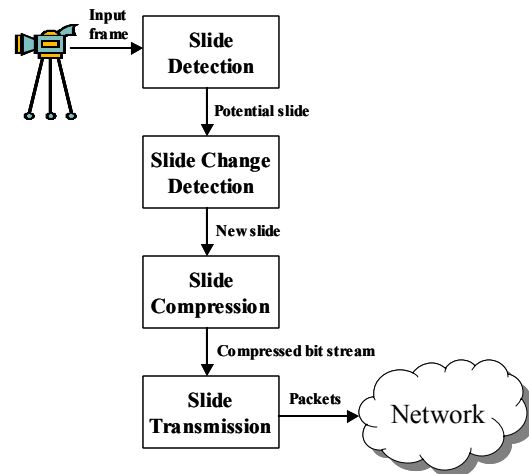 Input
frame
Slide
Detection
Potential slide
Slide Change
Detection
New slide
Slide
Compression
Compressed bit stream
Slide
Transmission
Packets
Network